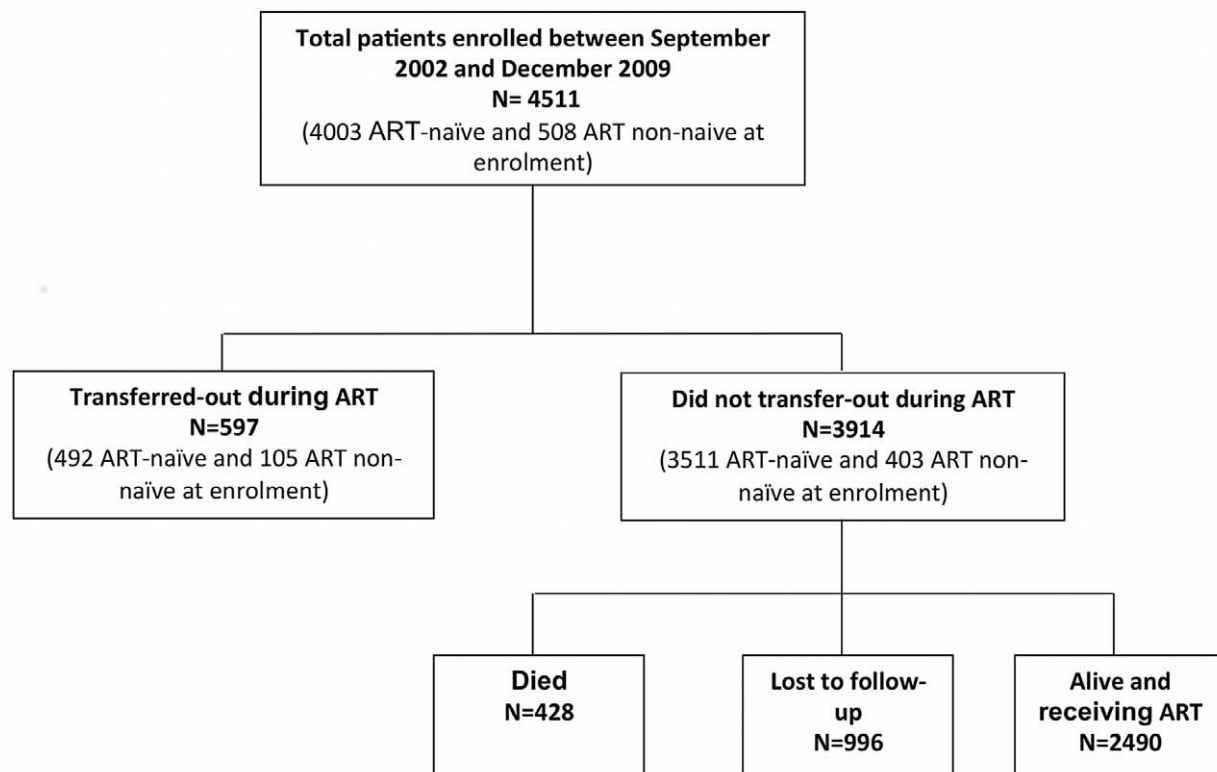 Total patients enrolled between September
2002 and December 2009
N= 4511
(4003 ART-naïve and 508 ART non-naive at
enrolment)
Transferred-out during ART
N=597
(492 ART-naïve and 105 ART non-
naïve at enrolment)
Did not transfer-out during ART
N=3914
(3511 ART-naïve and 403 ART non-
naïve at enrolment)
Died
N=428
Lost to follow-
up
N=996
Alive and
receiving ART
N=2490